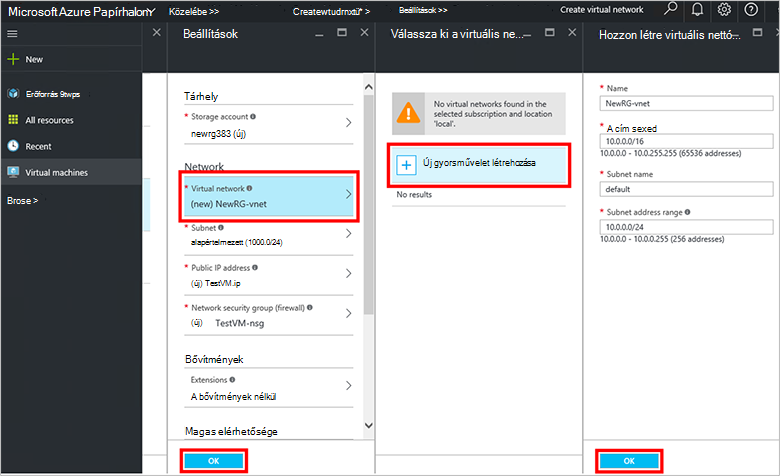 Microsoft Azure Papírhalom
Közelébe >>
Createwtudrnxtü* >
Beállítások >>
Create virtual network
New
Erőforrás 9twps
All resources
Recent
Virtual machines
Brose >
Beállítások
Tárhely
* Storage account
newrg383 (új)
Network
* Virtual network
(new) NewRG-vnet
* Subnet
alapértelmezett (1000.0/24)
* Public IP address
(új) TestVM.ip
* Network security group (firewall)
(új) TestVM-nsg
Bővítmények
Extensions
A bővítmények nélkül
Magas elérhetősége
OK
Válassza ki a virtuális ne...
No virtual networks found in the
selected subscription and location
'local'.
Új gyorsművelet létrehozása
No results
Hozzon létre virtuális nettó...
* Name
NewRG-vnet
* A cím sexed
10.0.0.0/16
10.0.0.0 - 10.0.255.255 (65536 addresses)
* Subnet name
default
* Subnet address range
10.0.0.0/24
10.0.0.0 - 10.0.0.255 (256 addresses)
OK